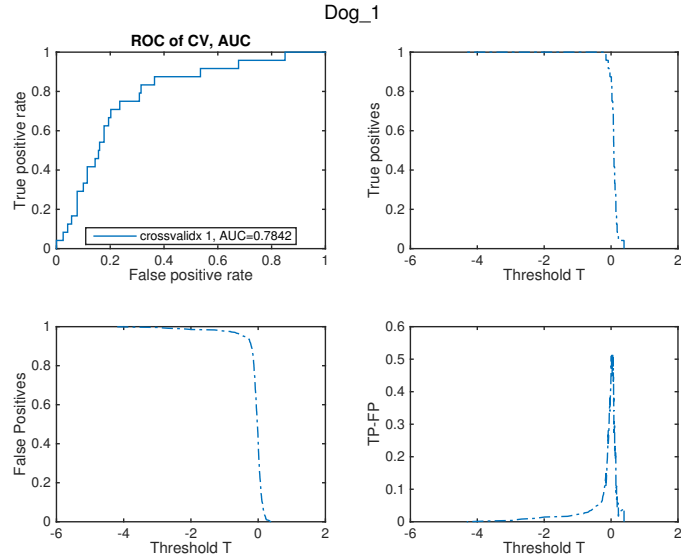 Dog_1
ROC of CV, AUC
True positive rate
1
0.8
0.6
0.4
0.2
0
crossvalidx 1, AUC=0.7842
0 0.2 0.4 0.6 0.8 1
False positive rate
True positives
1
0.8
0.6
0.4
0.2
0
-6 -4 -2 0 2
Threshold T
False Positives
1
0.8
0.6
0.4
0.2
0
-6 -4 -2 0 2
Threshold T
TP-FP
0.6
0.5
0.4
0.3
0.2
0.1
0
-6 -4 -2 0 2
Threshold T